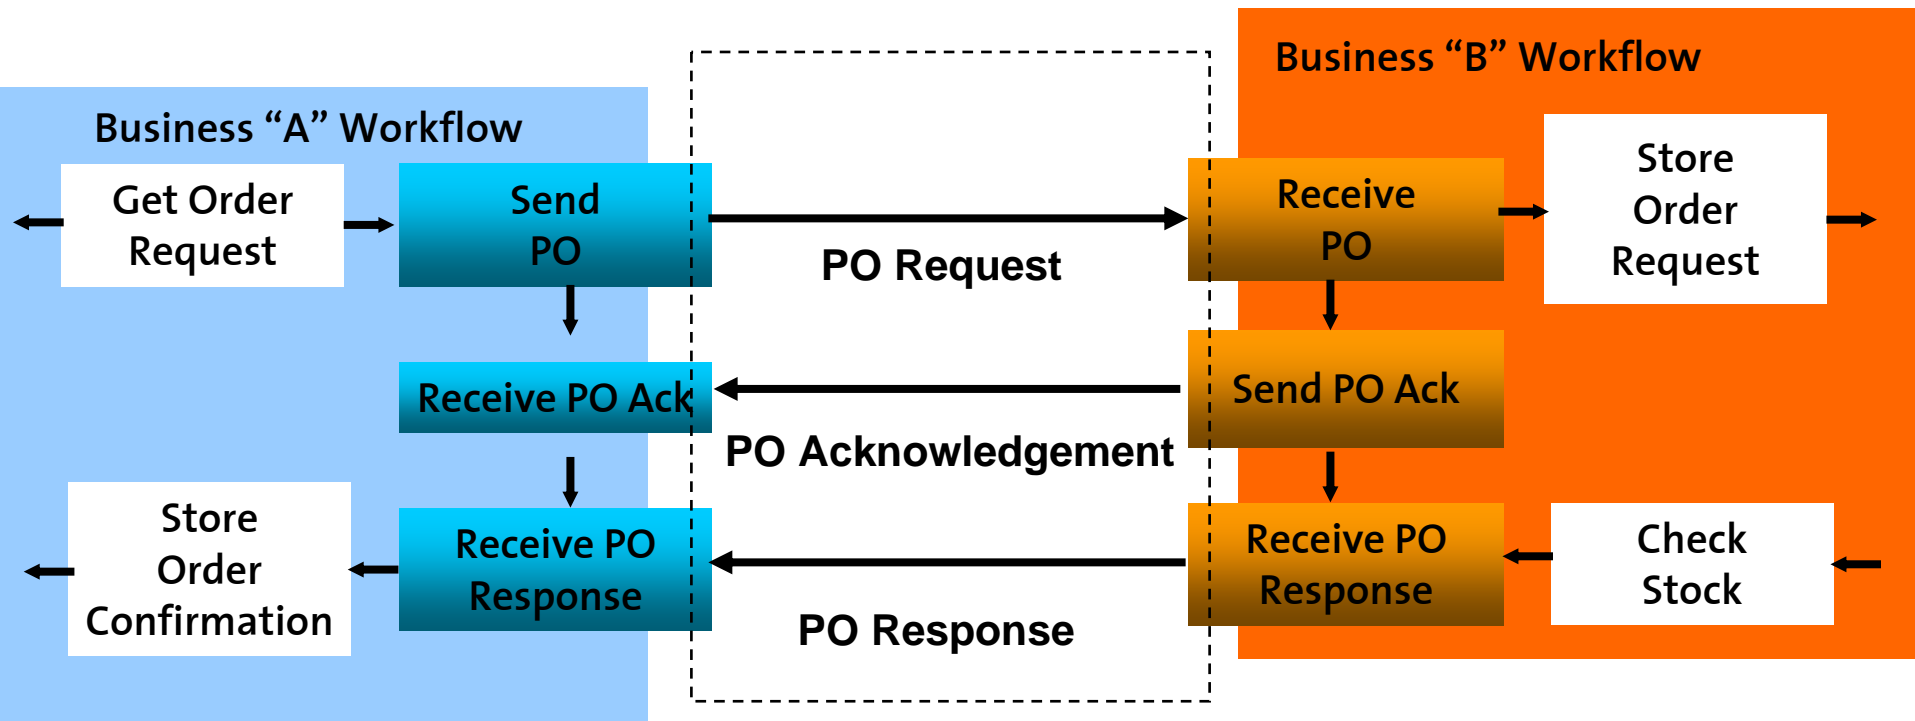 Business “A” Workflow
Get Order
Request
Send
PO
Receive PO Ack
Store
Order
Confirmation
Receive PO
Response
PO Request
PO Acknowledgement
PO Response
Business “B” Workflow
Receive
PO
Store
Order
Request
Send PO Ack
Receive PO
Response
Check
Stock